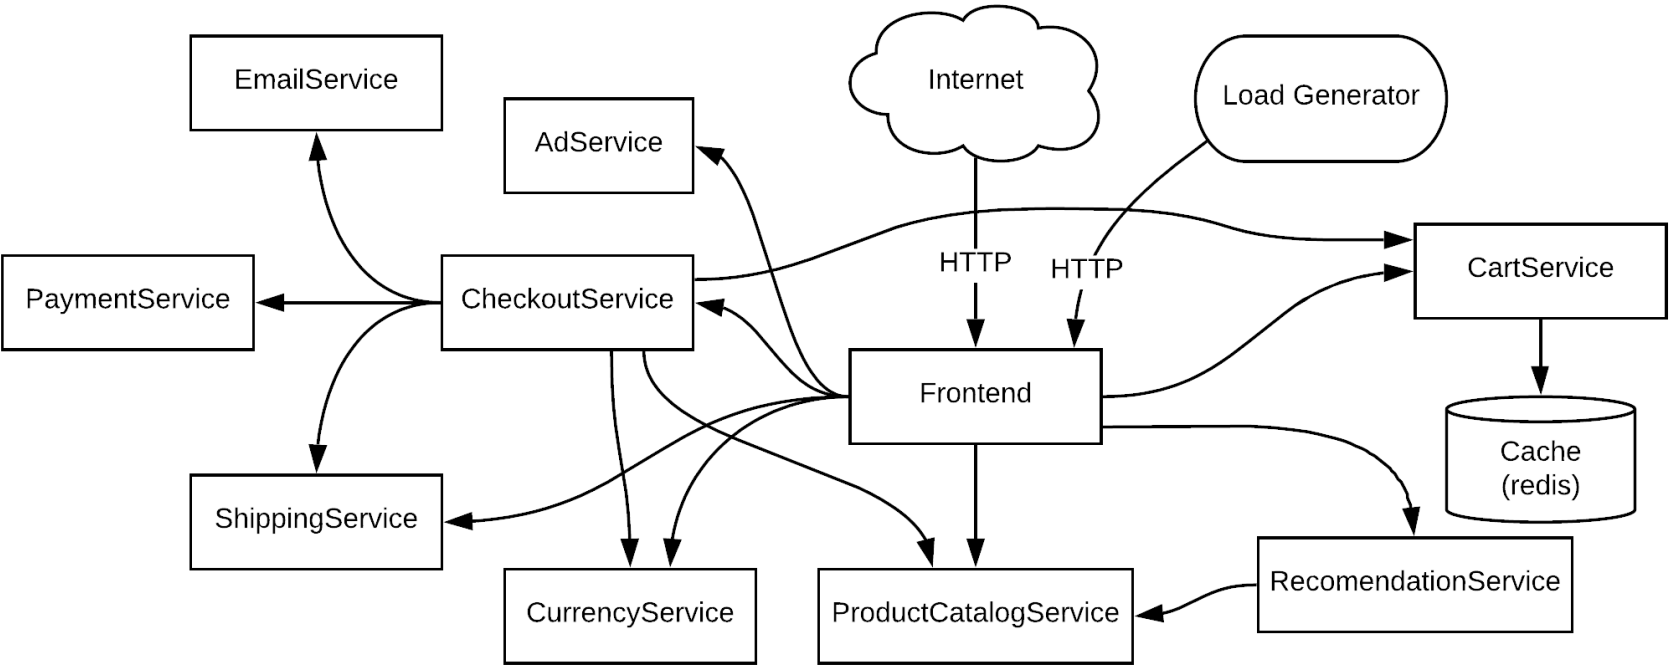 EmailService
Internet
Load Generator
AdService
HTTP
HTTP
CartService
PaymentService
CheckoutService
Frontend
Cache
(redis)
ShippingService
RecomendationService
CurrencyService
ProductCatalogService